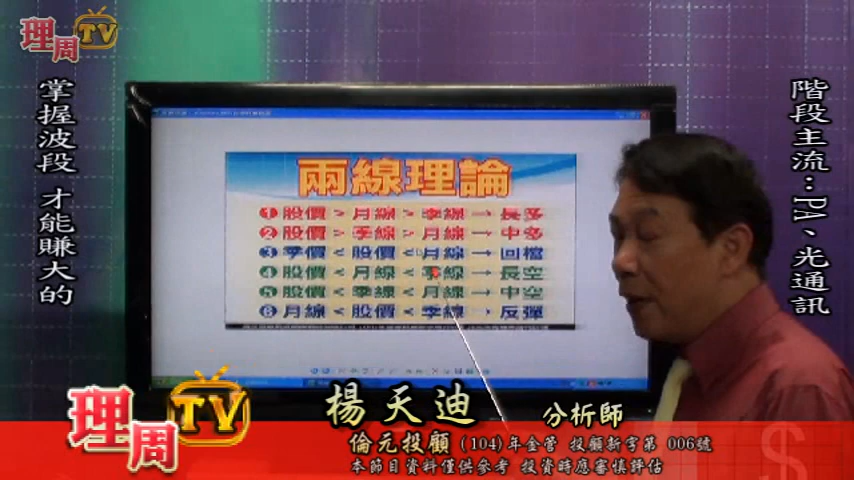 理周TV
掌握波段 才能賺大的
階段主流…PA、光通訊
兩線理論
①股價>月線>季線→長多
②股價>季線>月線→中多
③季價<股價<月線→回檔
④股價<月線<季線→長空
⑤股價<季線<月線→中空
⑥月線<股價<季線→反彈
理周TV
楊天迪 分析師
倫元投顧 (104)年金管 投顧新字第 006號
本節目資料僅供參考 投資時應審慎評估